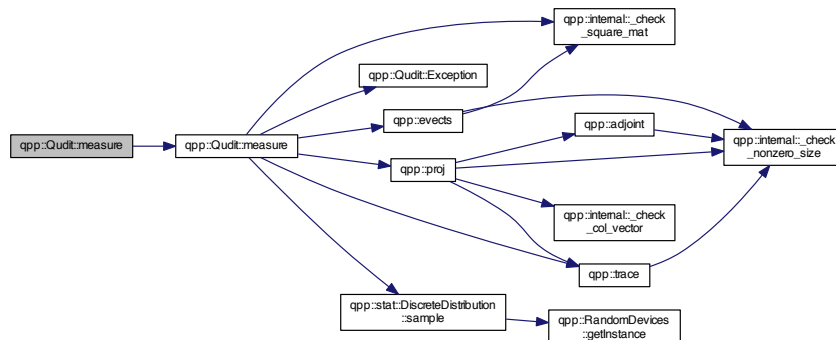 qpp::Qudit::measure
qpp::Qudit::measure
qpp::internal::_check
_square_mat
qpp::Qudit::Exception
qpp::evects
qpp::proj
qpp::adjoint
qpp::internal::_check
_nonzero_size
qpp::internal::_check
_col_vector
qpp::trace
qpp::stat::DiscreteDistribution
::sample
qpp::RandomDevices
::getInstance